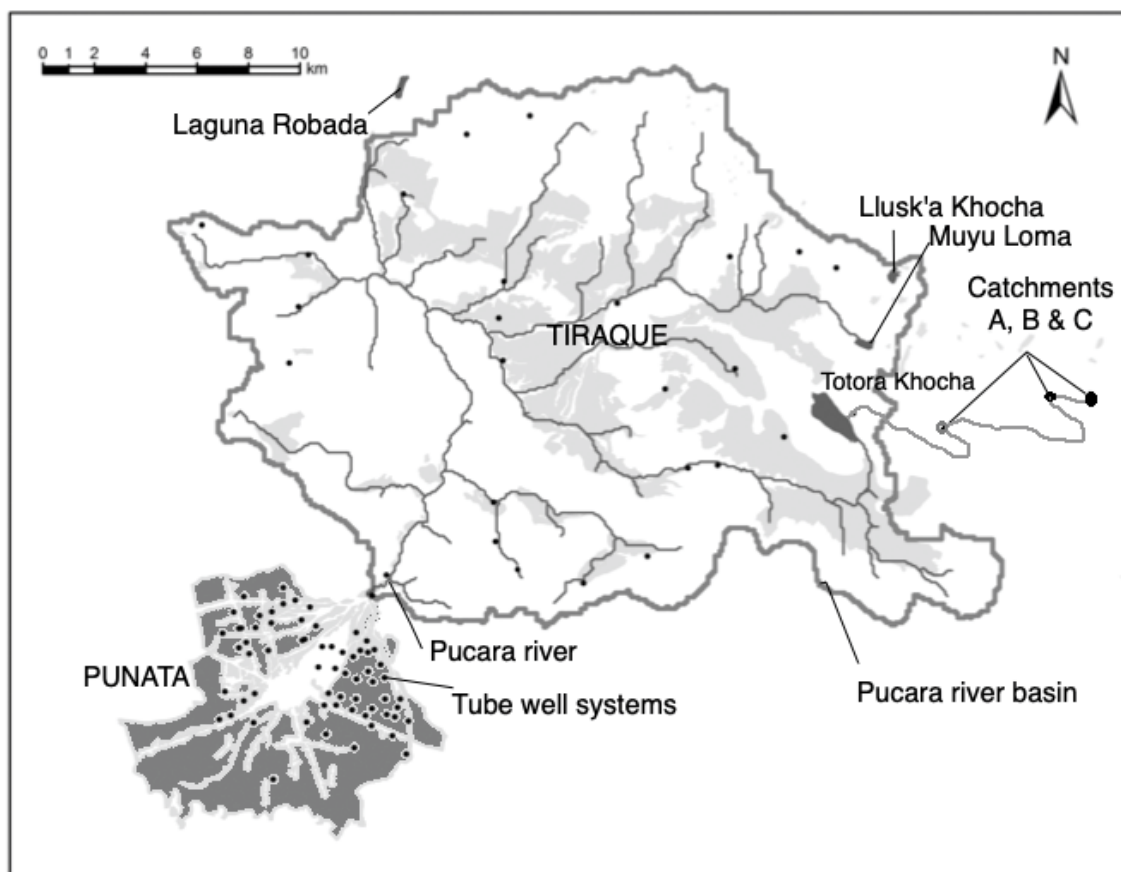 0 1 2 4 6 8 10
km
N
Laguna Robada
Llusk'a Khocha
Muyu Loma
Catchments
A, B & C
TIRAQUE
Totora Khocha
Pucara river
PUNATA
Tube well systems
Pucara river basin